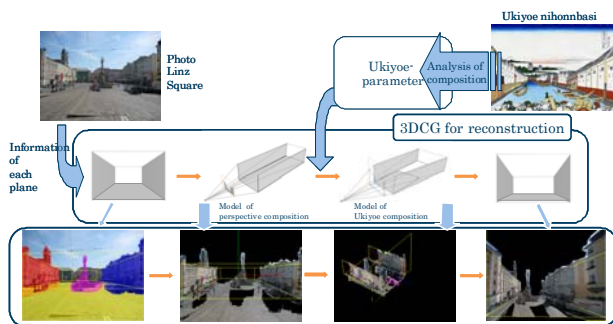 Ukiyoe nihonnbasi
Photo
Linz
Square
Ukiyoe-
parameter
Analysis of
composition
3DCG for reconstruction
Information
of
each
plane
Model of
perspective composition
Model of
Ukiyoe composition